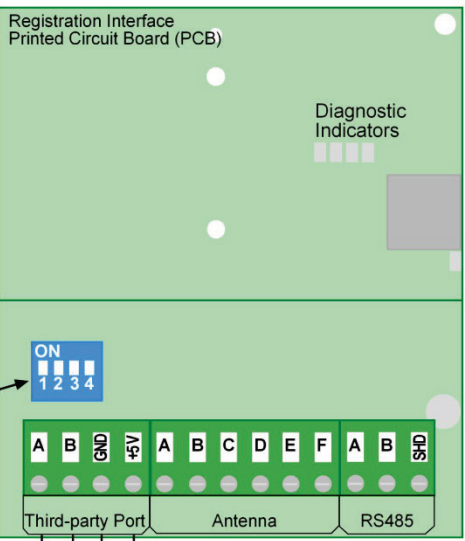 Registration Interface
Printed Circuit Board (PCB)
Diagnostic
Indicators
ON
1 2 3 4
A B GND +5V A B C D E F A B SHD
Third-party Port Antenna RS485